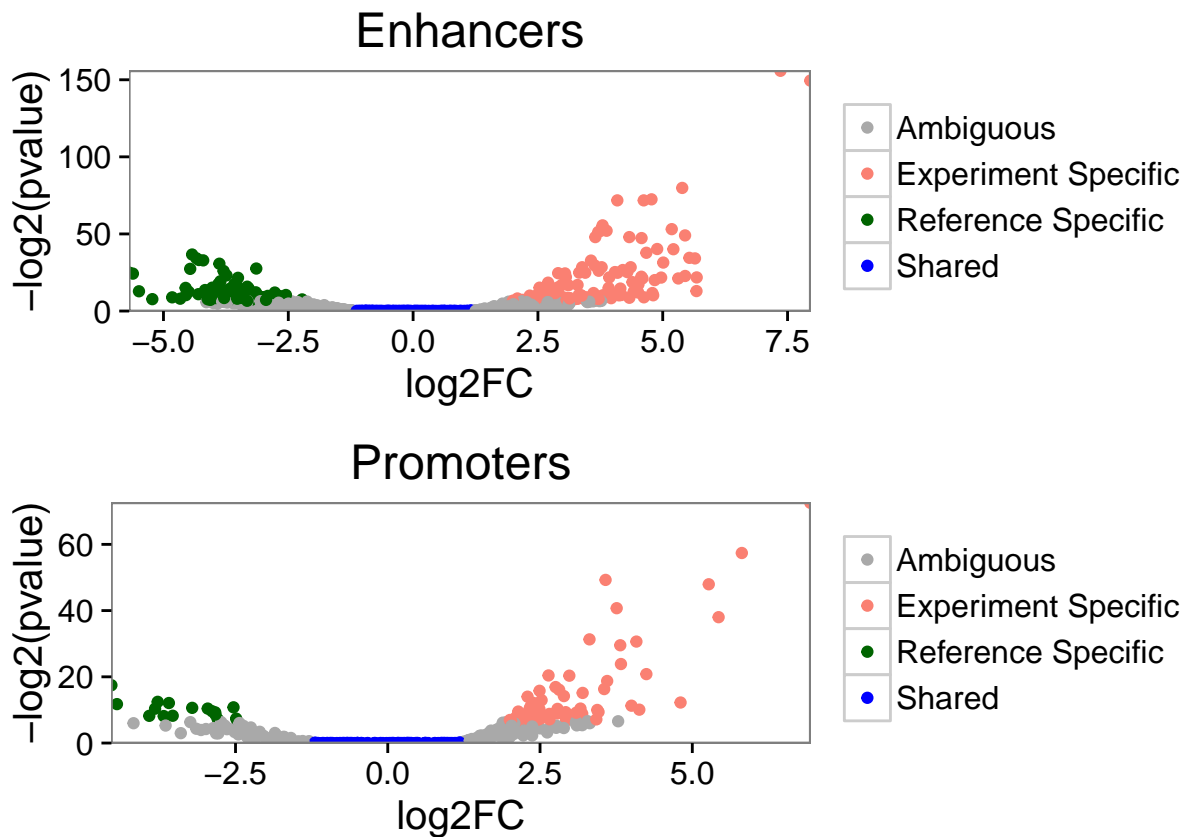 Enhancers
−log2(pvalue)
150
100
50
0
−5.0 −2.5 0.0 2.5 5.0 7.5
log2FC
Ambiguous
Experiment Specific
Reference Specific
Shared
Promoters
−log2(pvalue)
60
40
20
0
−2.5 0.0 2.5 5.0
log2FC
Ambiguous
Experiment Specific
Reference Specific
Shared